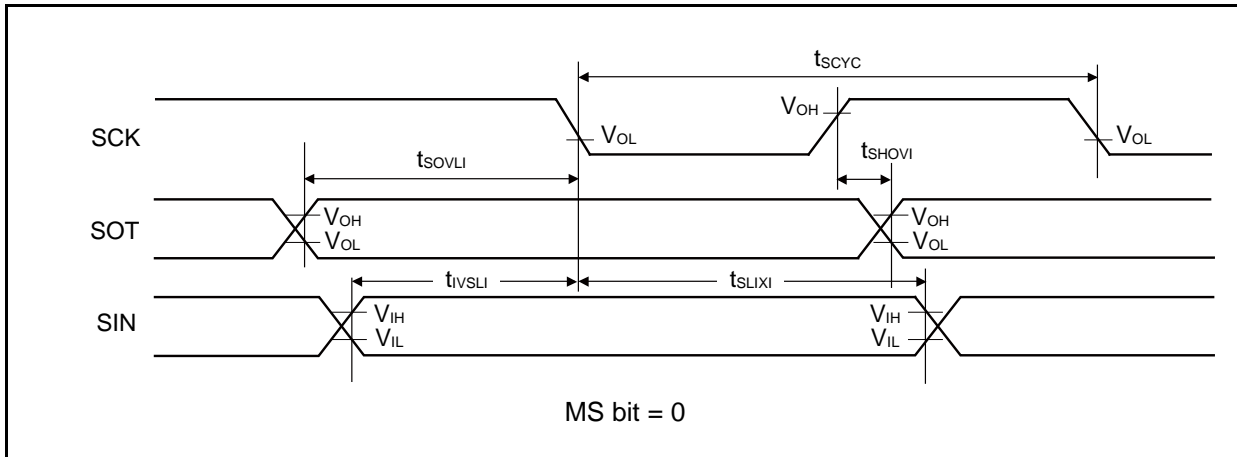 tSCYC
VOH
SCK
VOL
VOL
tSHOVI
tSOVLI
VOH
VOH
SOT
VOL
VOL
tIVSLI
tSLIXI
VIH
VIH
SIN
VIL
VIL
MS bit = 0